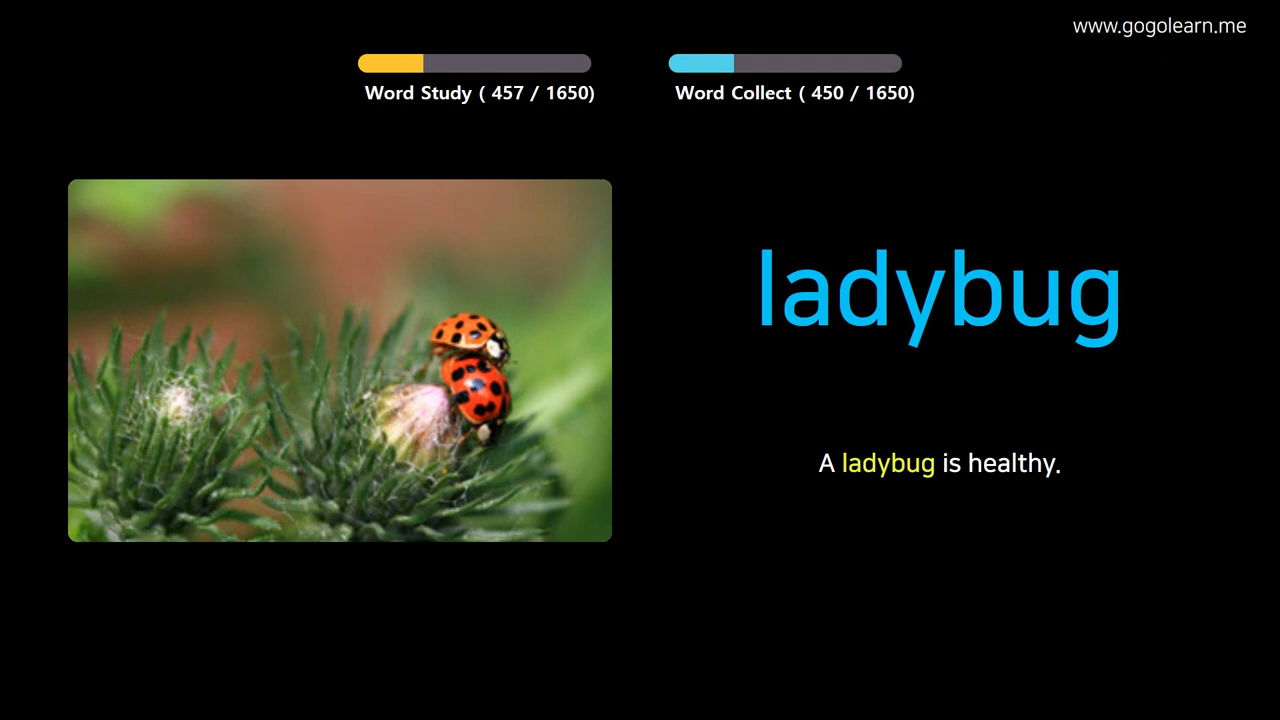 www.gogolearn.me
Word Study ( 457 / 1650)
Word Collect ( 450 / 1650)
ladybug
A ladybug is healthy.